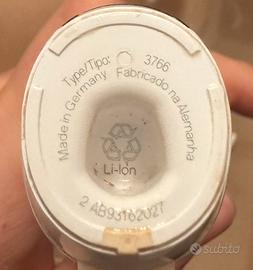 Type/Tipo: 3766
Made in Germany Fabricado na Alemanha
Li-Ion
2 AB93162027
subito